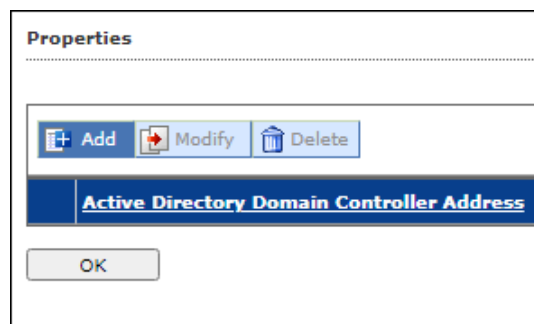 Properties
Add Modify Delete
Active Directory Domain Controller Address
OK